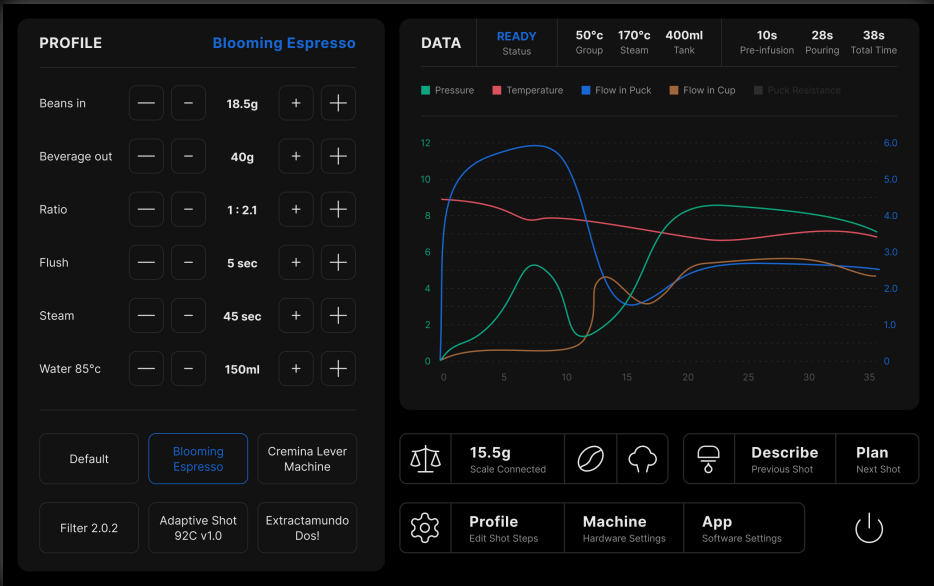 PROFILE Blooming Espresso
Beans in — - 18.5g + +
Beverage out — - 40g + +
Ratio — - 1 : 2.1 + +
Flush — - 5 sec + +
Steam — - 45 sec + +
Water 85°c — - 150ml + +
Default
Blooming
Espresso
Cremina Lever
Machine
Filter 2.0.2
Adaptive Shot
92C v1.0
Extractamundo
Dos!
DATA
READY
Status
50°c 170°c 400ml
Group Steam Tank
10s 28s 38s
Pre-infusion Pouring Total Time
Pressure Temperature Flow in Puck Flow in Cup Puck Resistance
12 6.0
10 5.0
8 4.0
6 3.0
4 2.0
2 1.0
0 0
0 5 10 15 20 25 30 35
15.5g
Scale Connected
Describe
Previous Shot
Plan
Next Shot
Profile
Edit Shot Steps
Machine
Hardware Settings
App
Software Settings